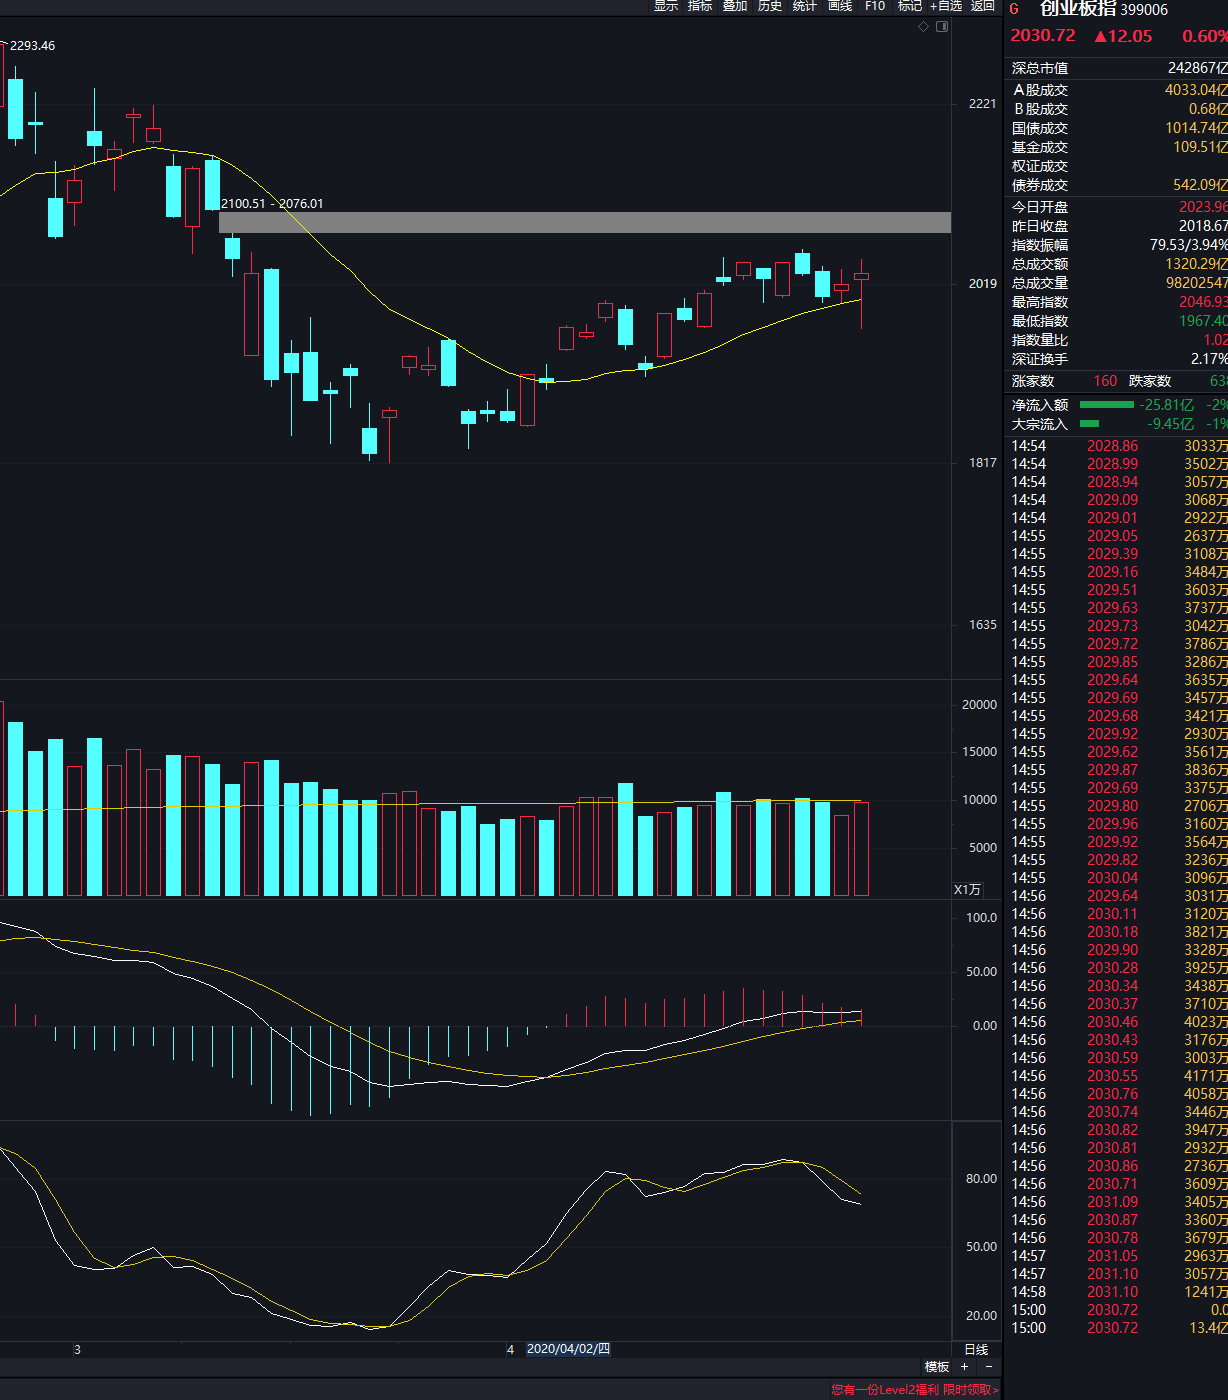 显示 指标 叠加 历史 统计 画线 F10 标记 +自选 返回
2293.46
2221
2100.51 - 2076.01
2019
1817
1635
20000
15000
10000
5000
X1万
100.0
50.00
0.00
80.00
50.00
20.00
3
4 2020/04/02/四
日线
模板 + -
您有一份Level2福利 限时领取>
G 创业板指 399006
2030.72 ▲12.05 0.60%
深总市值 242867亿
A股成交 4033.04亿
B股成交 0.68亿
国债成交 1014.74亿
基金成交 109.51亿
权证成交
债券成交 542.09亿
今日开盘 2023.96
昨日收盘 2018.67
指数振幅 79.53/3.94%
总成交额 1320.29亿
总成交量 98202547
最高指数 2046.93
最低指数 1967.40
指数量比 1.02
深证换手 2.17%
涨家数 160 跌家数 638
净流入额 -25.81亿 -2%
大宗流入 -9.45亿 -1%
14:54 2028.86 3033万
14:54 2028.99 3502万
14:54 2028.94 3057万
14:54 2029.09 3068万
14:54 2029.01 2922万
14:55 2029.05 2637万
14:55 2029.39 3108万
14:55 2029.16 3484万
14:55 2029.51 3603万
14:55 2029.63 3737万
14:55 2029.73 3042万
14:55 2029.72 3786万
14:55 2029.85 3286万
14:55 2029.64 3635万
14:55 2029.69 3457万
14:55 2029.68 3421万
14:55 2029.92 2930万
14:55 2029.62 3561万
14:55 2029.87 3836万
14:55 2029.69 3375万
14:55 2029.80 2706万
14:55 2029.96 3160万
14:55 2029.92 3564万
14:55 2029.82 3236万
14:55 2030.04 3096万
14:56 2029.64 3031万
14:56 2030.11 3120万
14:56 2030.18 3821万
14:56 2029.90 3328万
14:56 2030.28 3925万
14:56 2030.34 3438万
14:56 2030.37 3710万
14:56 2030.46 4023万
14:56 2030.43 3176万
14:56 2030.59 3003万
14:56 2030.55 4171万
14:56 2030.76 4058万
14:56 2030.74 3446万
14:56 2030.82 3947万
14:56 2030.81 2932万
14:56 2030.86 2736万
14:56 2030.71 3609万
14:56 2031.09 3405万
14:56 2030.87 3360万
14:56 2030.78 3679万
14:57 2031.05 2963万
14:57 2031.10 3057万
14:58 2031.10 1241万
15:00 2030.72 0.0
15:00 2030.72 13.4亿